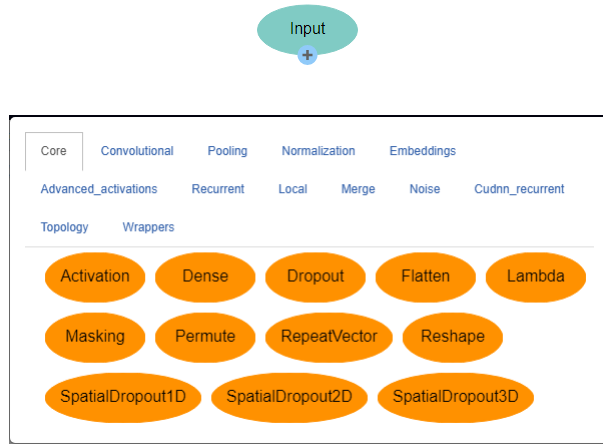 Input
Core Convolutional Pooling Normalization Embeddings
Advanced_activations Recurrent Local Merge Noise Cudnn_recurrent
Topology Wrappers
Activation Dense Dropout Flatten Lambda
Masking Permute RepeatVector Reshape
SpatialDropout1D SpatialDropout2D SpatialDropout3D